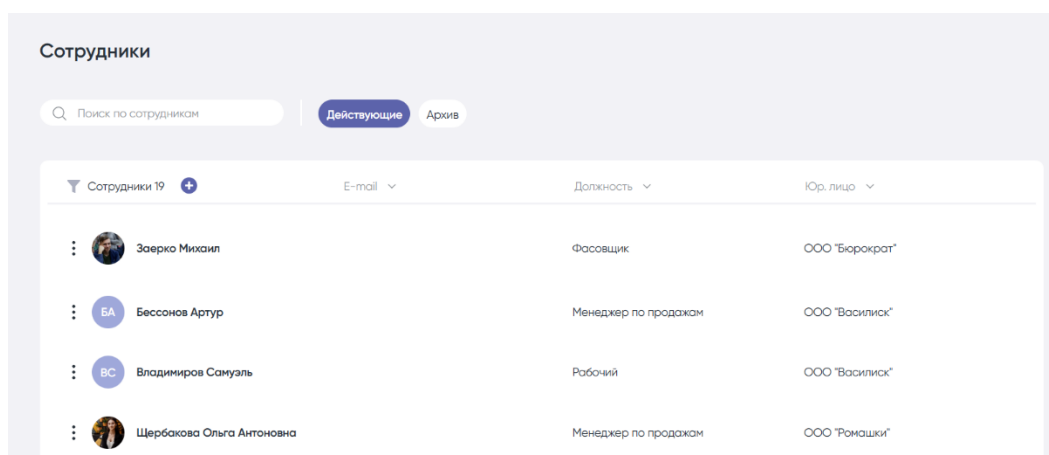 Сотрудники
Поиск по сотрудникам Действующие Архив
Сотрудники 19 E-mail Должность Юр. лицо
Заерко Михаил Фасовщик ООО "Бюрократ"
БА Бессонов Артур Менеджер по продажам ООО "Василиск"
ВС Владимиров Самуэль Рабочий ООО "Василиск"
Щербакова Ольга Антоновна Менеджер по продажам ООО "Ромашки"